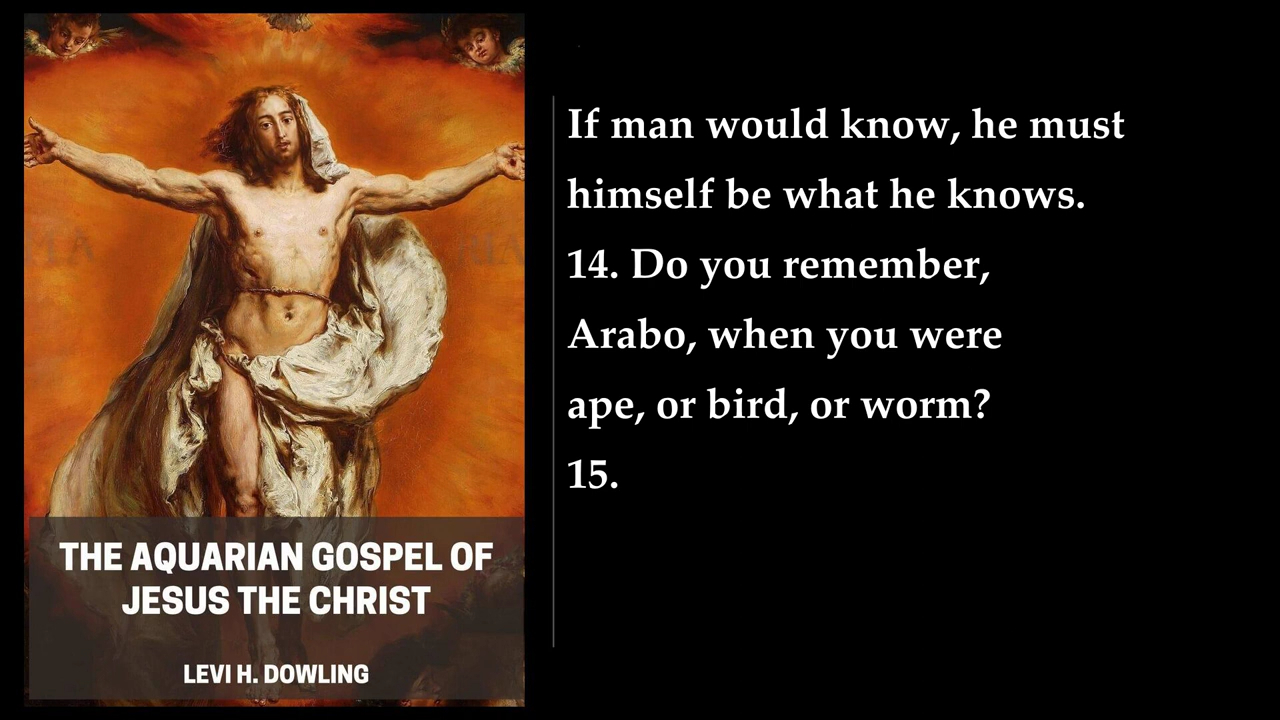 If man would know, he must
himself be what he knows.
14. Do you remember,
Arabo, when you were
ape, or bird, or worm?
15.
THE AQUARIAN GOSPEL OF
JESUS THE CHRIST
LEVI H. DOWLING